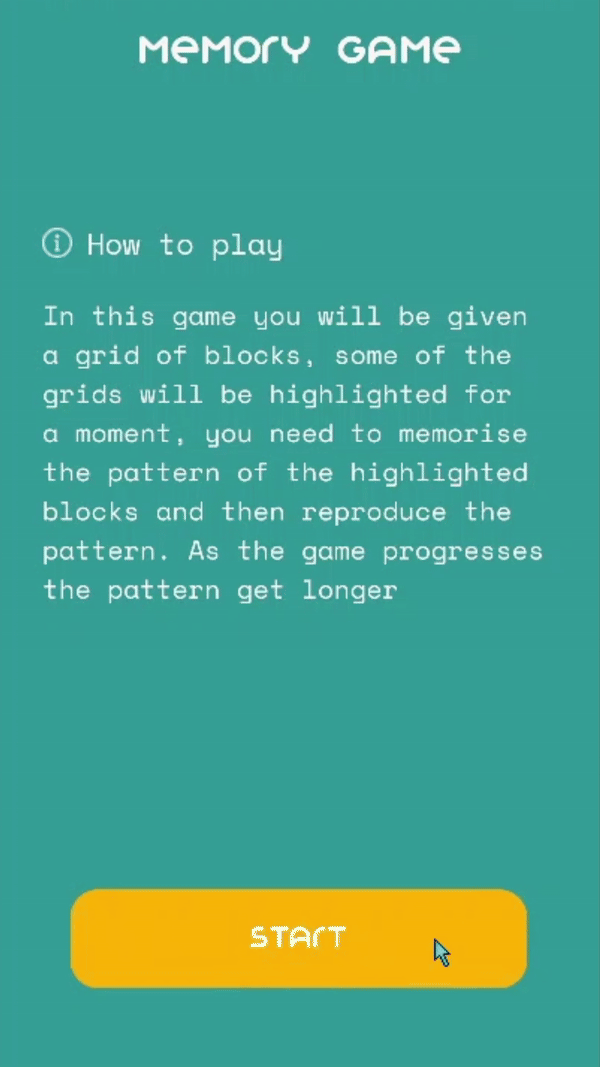 MEMORY GAME
How to play
In this game you will be given
a grid of blocks, some of the
grids will be highlighted for
a moment, you need to memorise
the pattern of the highlighted
blocks and then reproduce the
pattern. As the game progresses
the pattern get longer
START